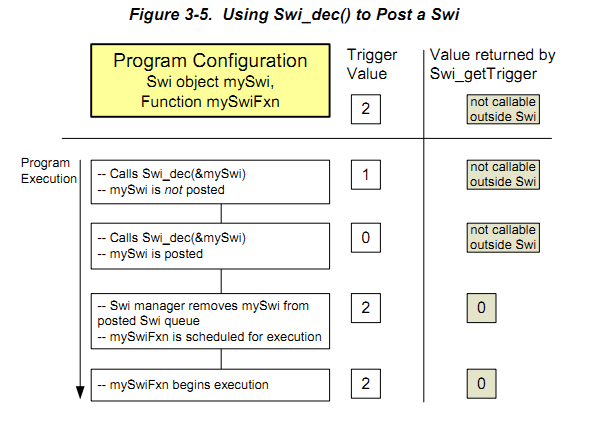 Figure 3-5. Using Swi_dec() to Post a Swi
Program Configuration
Swi object mySwi,
Function mySwiFxn
Trigger
Value
2
Value returned by
Swi_getTrigger
not callable
outside Swi
Program
Execution
-- Calls Swi_dec(&mySwi)
-- mySwi is not posted
1
not callable
outside Swi
-- Calls Swi_dec(&mySwi)
-- mySwi is posted
0
not callable
outside Swi
-- Swi manager removes mySwi from
posted Swi queue
-- mySwiFxn is scheduled for execution
2
0
-- mySwiFxn begins execution
2
0